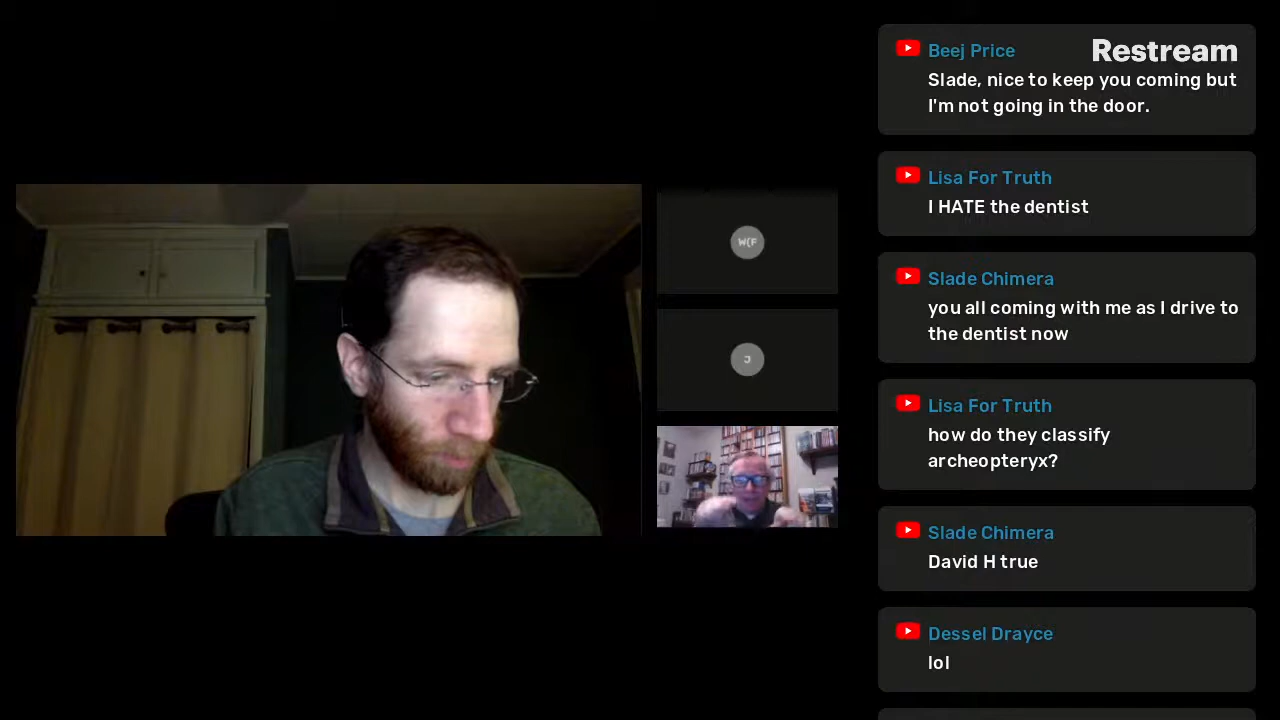 W(F
J
Restream
Beej Price
Slade, nice to keep you coming but
I'm not going in the door.
Lisa For Truth
I HATE the dentist
Slade Chimera
you all coming with me as I drive to
the dentist now
Lisa For Truth
how do they classify
archeopteryx?
Slade Chimera
David H true
Dessel Drayce
lol